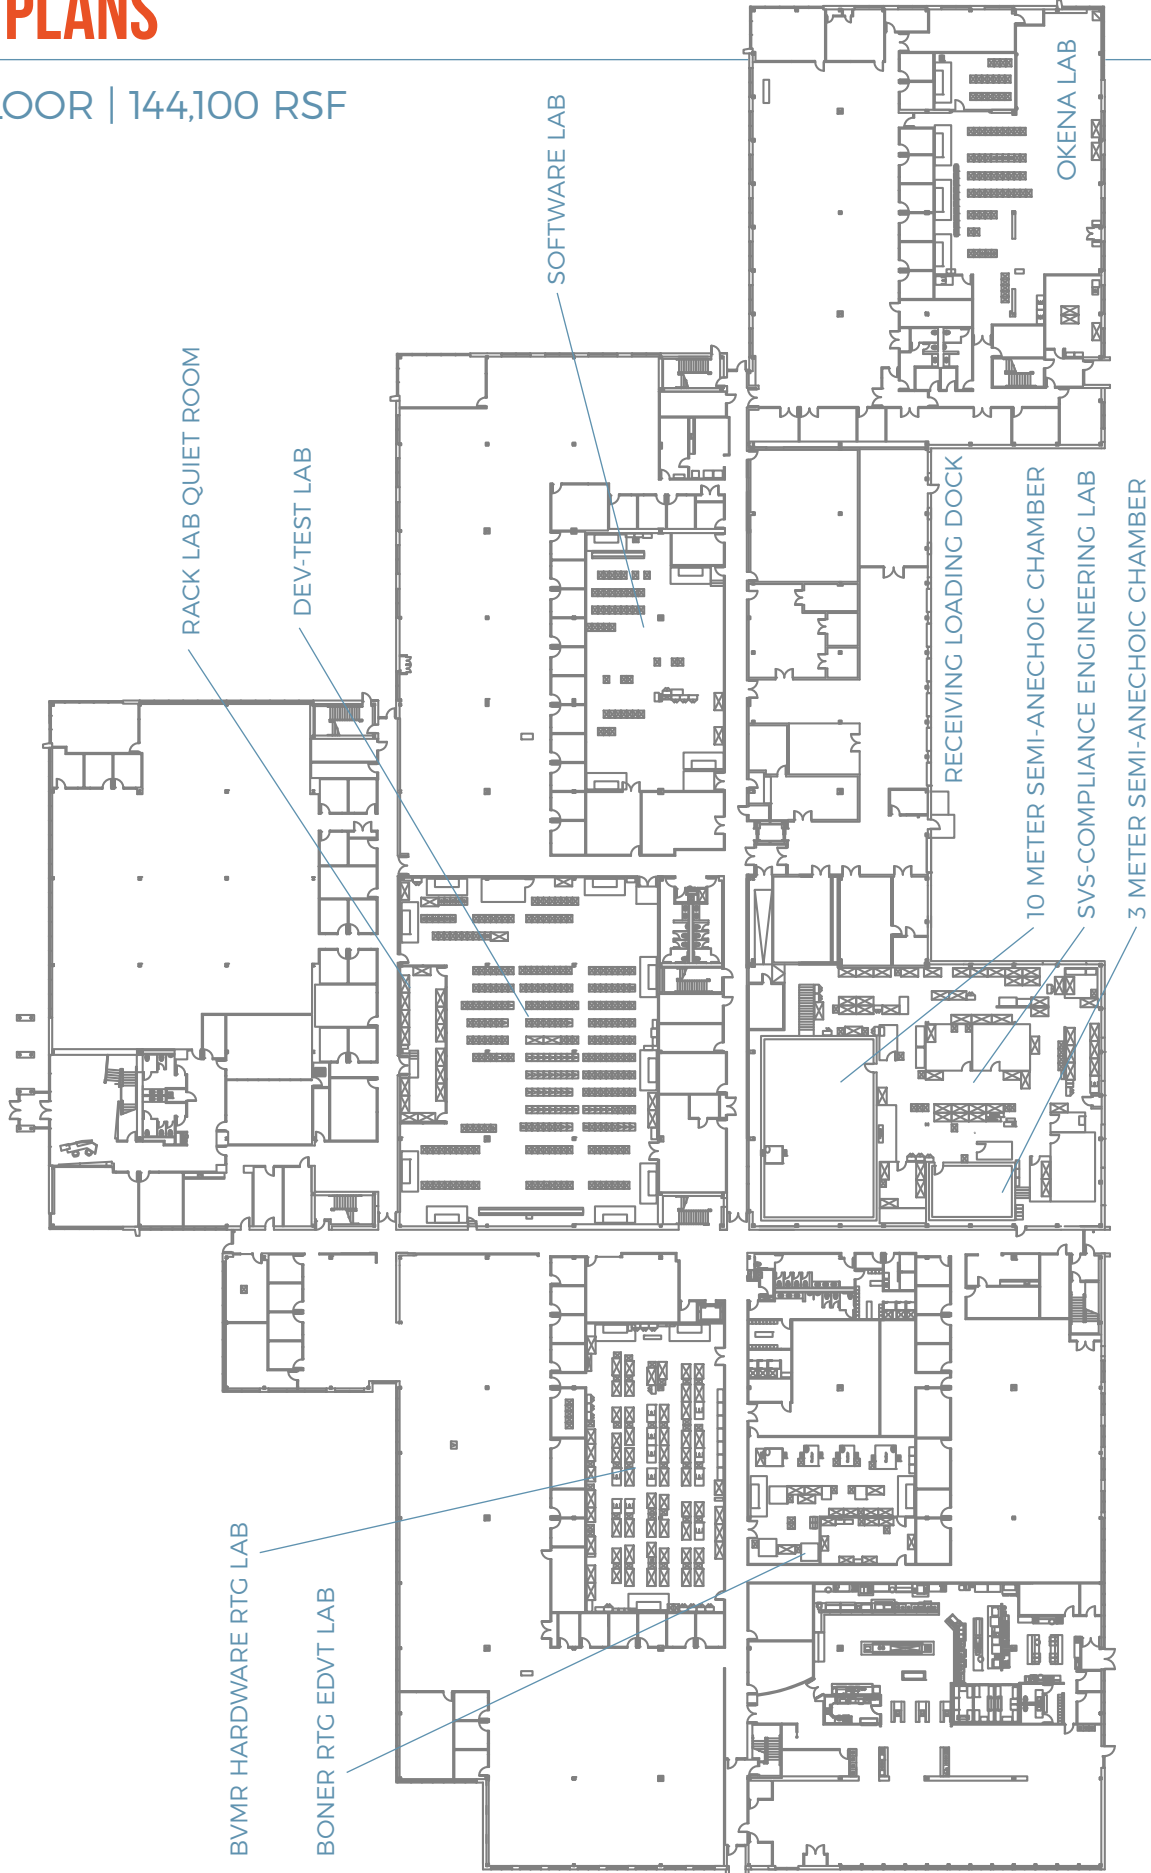 PLANS
LOOR | 144,100 RSF
OKENA LAB
SOFTWARE LAB
RACK LAB QUIET ROOM
DEV-TEST LAB
RECEIVING LOADING DOCK
10 METER SEMI-ANECHOIC CHAMBER
SVS-COMPLIANCE ENGINEERING LAB
3 METER SEMI-ANECHOIC CHAMBER
BVMR HARDWARE RTG LAB
BONER RTG EDVT LAB